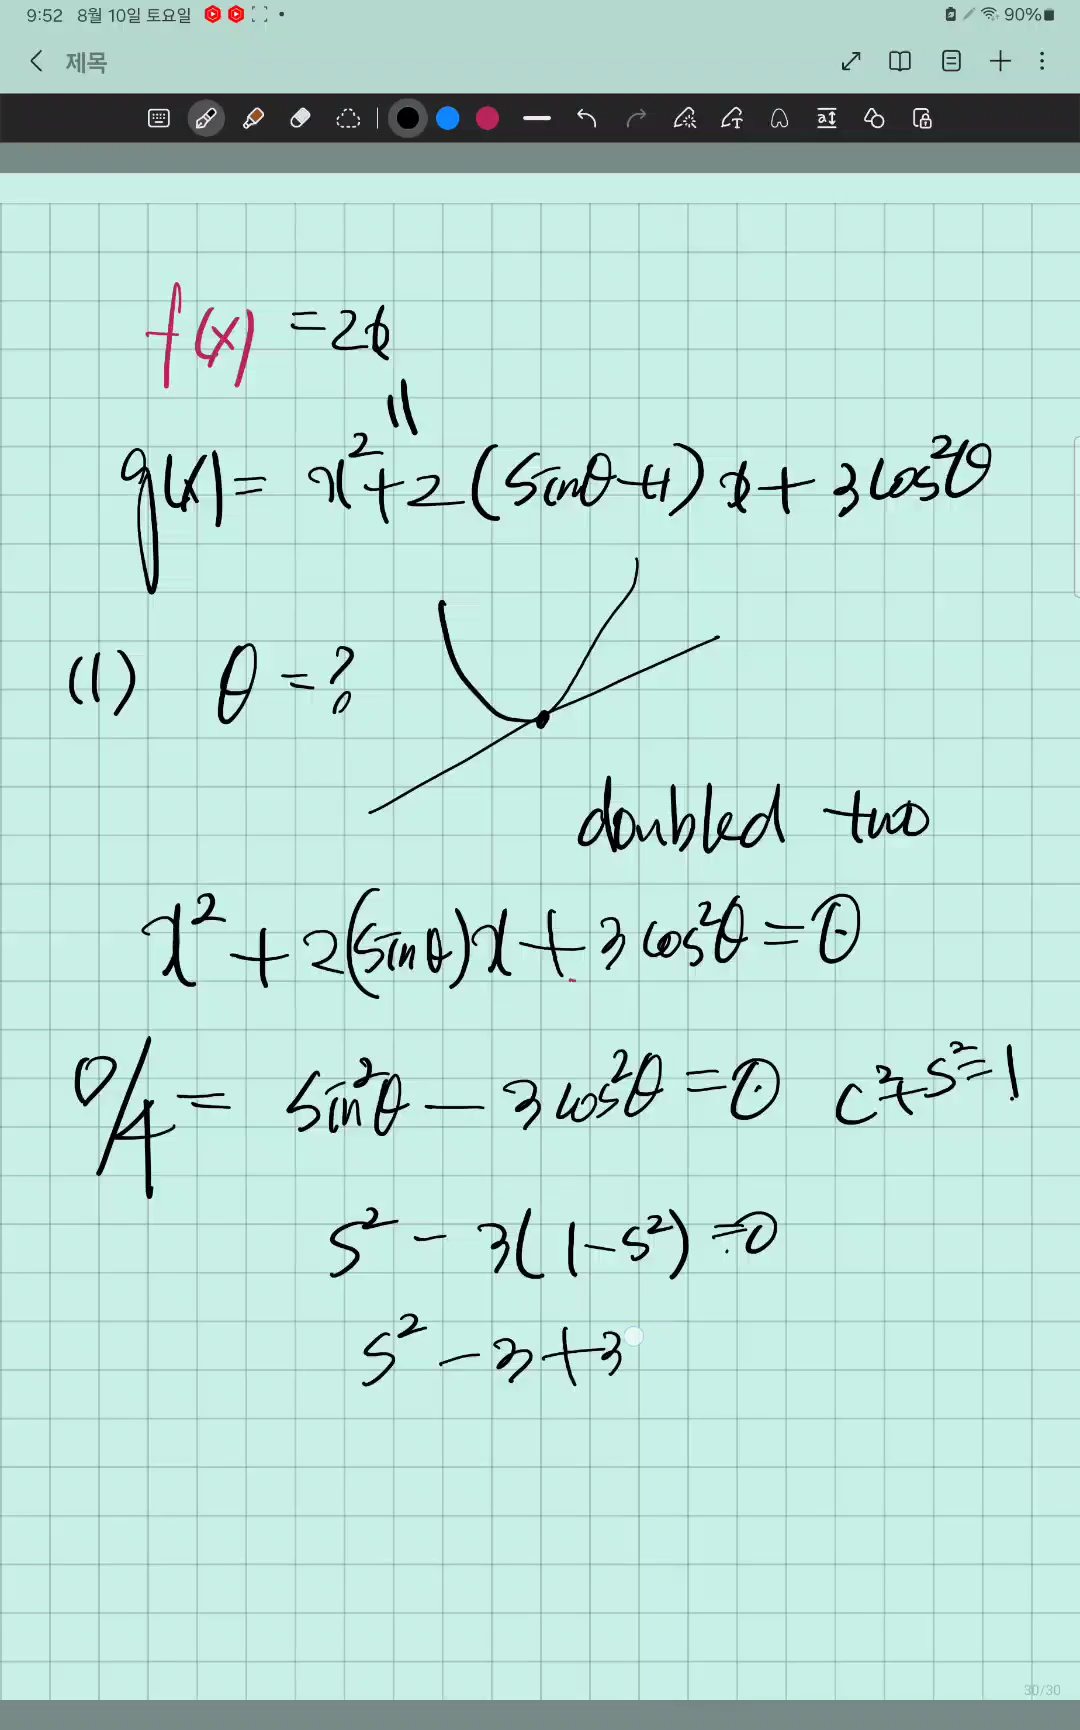 9:52 8월 10일 토요일 90%
제목
f(x) = 2x
||
g(x) = x² + 2(sinθ+1)x + 3cos²θ
(1) θ = ?
doubled two
x² + 2(sinθ)x + 3cos²θ = 0
D/4 = sin²θ - 3cos²θ = 0 c²+s²=1
s² - 3(1-s²) = 0
s² - 3 + 3
30/30